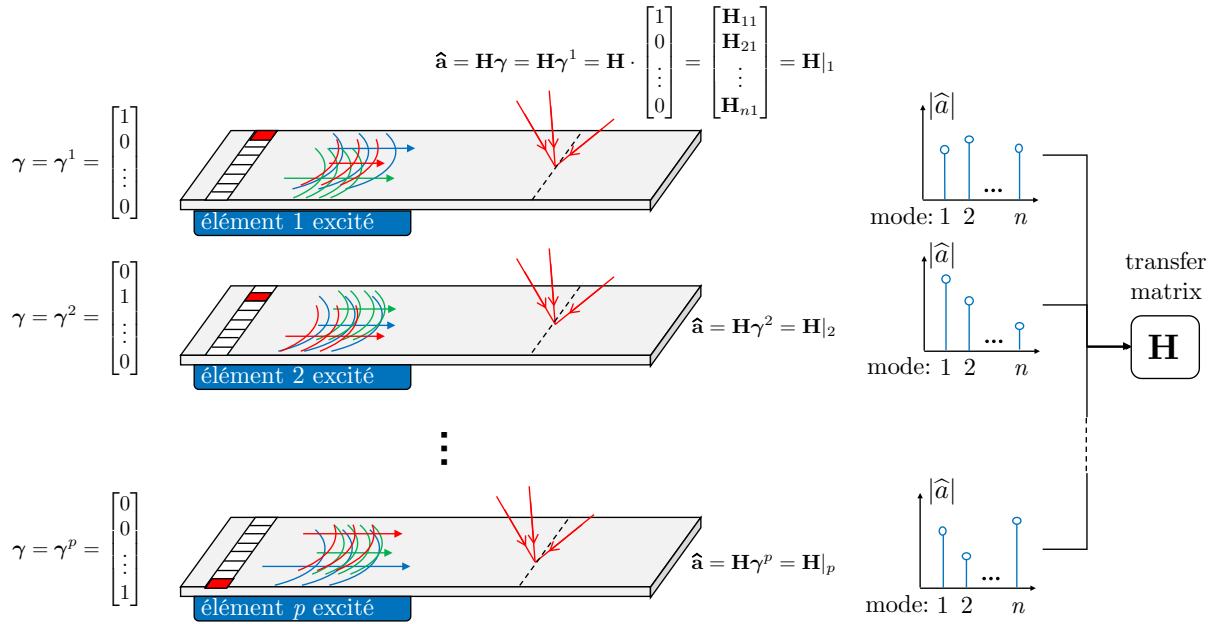 â = Hγ = Hγ¹ = H · [1 0 ⋮ 0] = [H₁₁ H₂₁ ⋮ Hₙ₁] = H|₁
γ = γ¹ = [1 0 ⋮ 0]
élément 1 excité
|â|
...
mode: 1 2 n
γ = γ² = [0 1 ⋮ 0]
élément 2 excité
â = Hγ² = H|₂
|â|
...
mode: 1 2 n
transfer
matrix
H
⋮
γ = γᵖ = [0 0 ⋮ 1]
élément p excité
â = Hγᵖ = H|ₚ
|â|
...
mode: 1 2 n